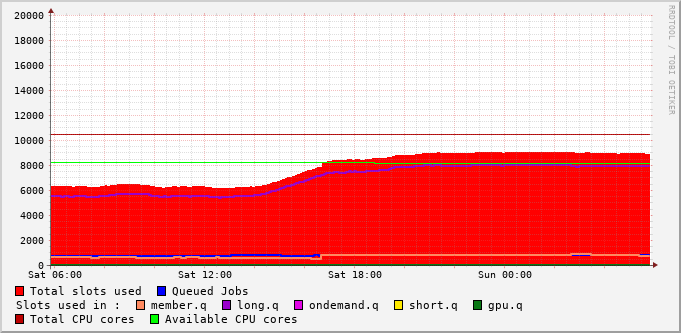 20000
18000
16000
14000
12000
10000
8000
6000
4000
2000
0
Sat 06:00 Sat 12:00 Sat 18:00 Sun 00:00
Total slots used Queued Jobs
Slots used in : member.q long.q ondemand.q short.q gpu.q
Total CPU cores Available CPU cores
RRDTOOL / TOBI OETIKER